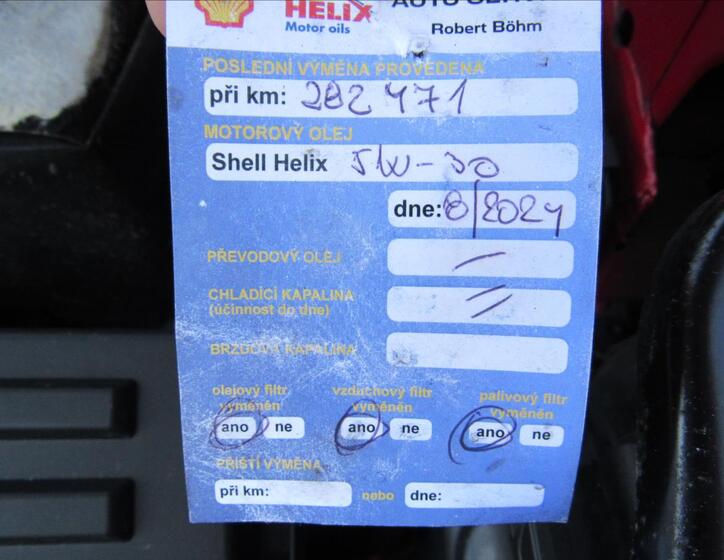 HELIX
Motor oils
Robert Böhm
POSLEDNÍ VÝMĚNA PROVEDENA
při km: 282 471
MOTOROVÝ OLEJ
Shell Helix 5W-30
dne: 8/2024
PŘEVODOVÝ OLEJ —
CHLADÍCÍ KAPALINA
(účinnost do dne)
BRZDOVÁ KAPALINA
olejový filtr vzduchový filtr palivový filtr
vyměněn vyměněn vyměněn
ano ne ano ne ano ne
PŘÍŠTÍ VÝMĚNA
při km: nebo dne: